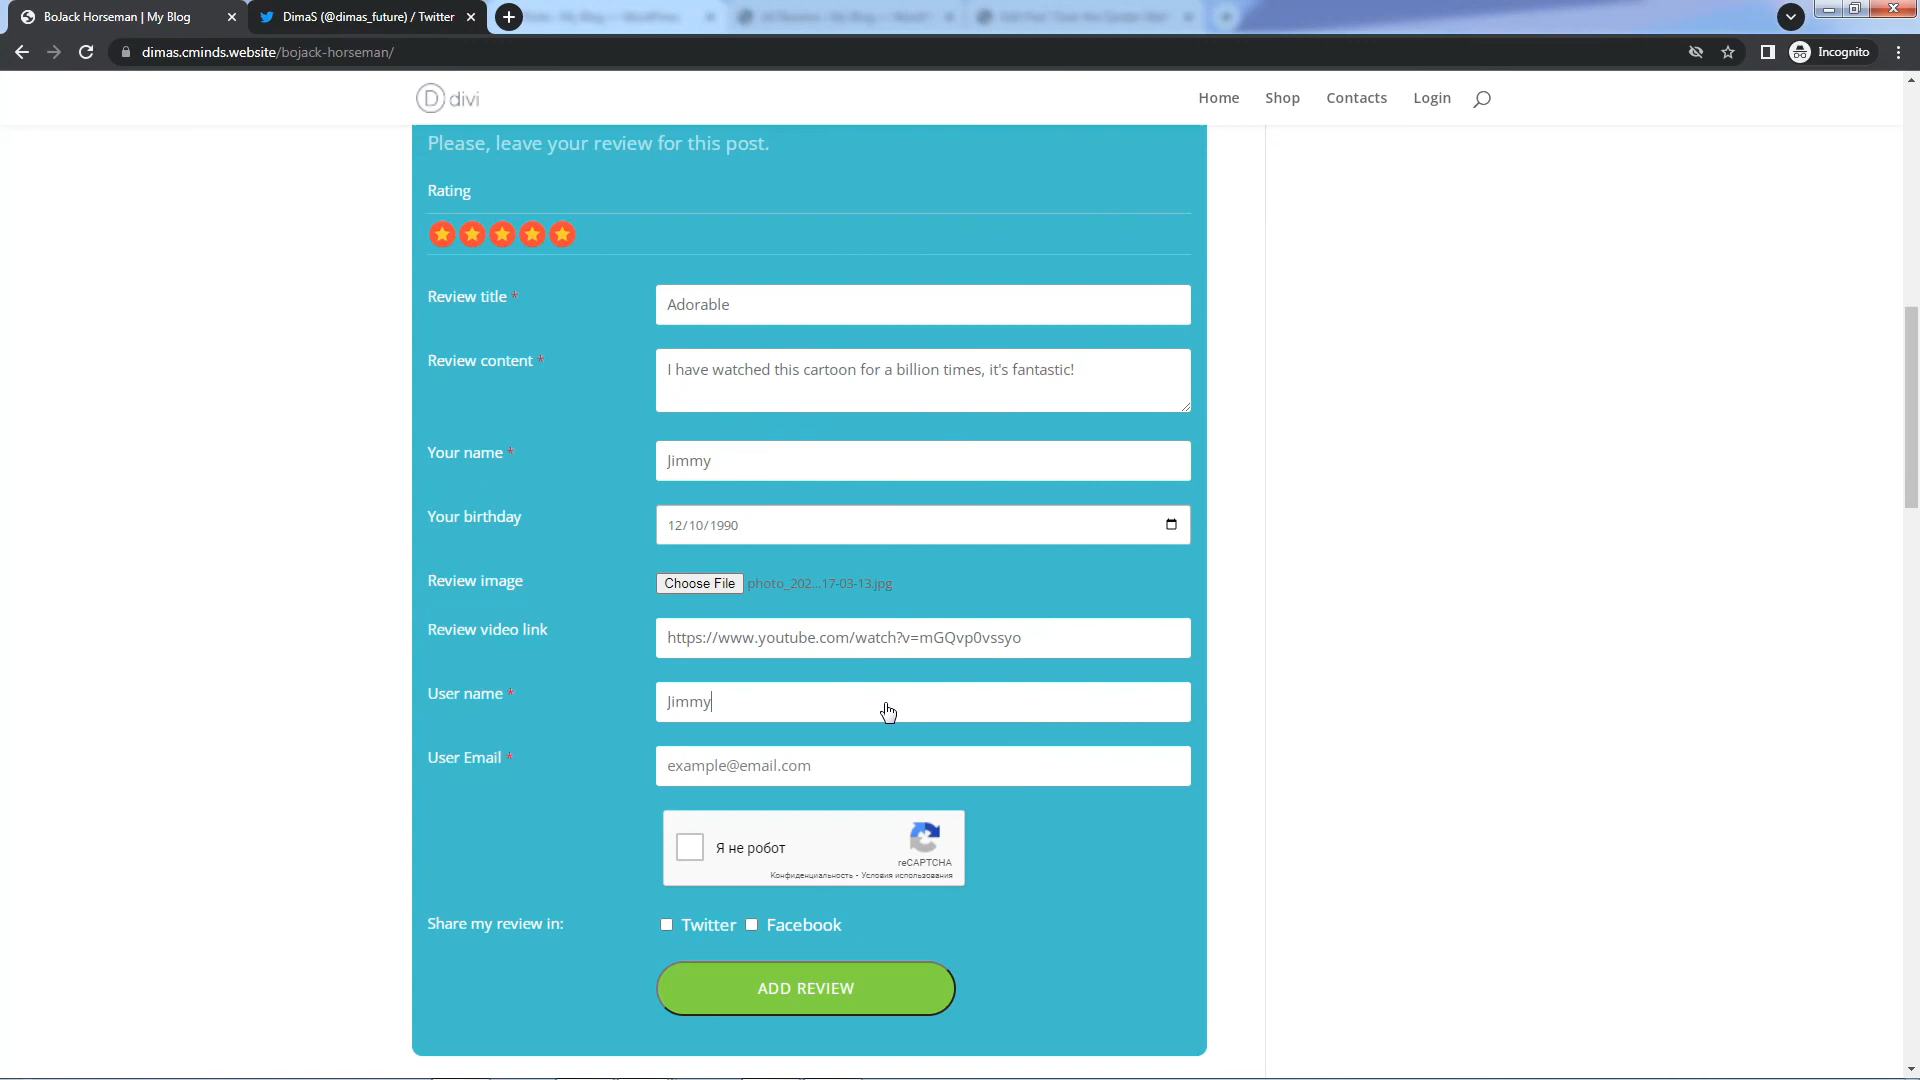 BoJack Horseman | My Blog
DimaS (@dimas_future) / Twitter
dimas.cminds.website/bojack-horseman/
Incognito
D divi
Home
Shop
Contacts
Login
Please, leave your review for this post.
Rating
Review title *
Adorable
Review content *
I have watched this cartoon for a billion times, it's fantastic!
Your name *
Jimmy
Your birthday
12/10/1990
Review image
Choose File photo_202...17-03-13.jpg
Review video link
https://www.youtube.com/watch?v=mGQvp0vssyo
User name *
Jimmy
User Email *
example@email.com
Я не робот
reCAPTCHA
Конфиденциальность - Условия использования
Share my review in:
Twitter
Facebook
ADD REVIEW